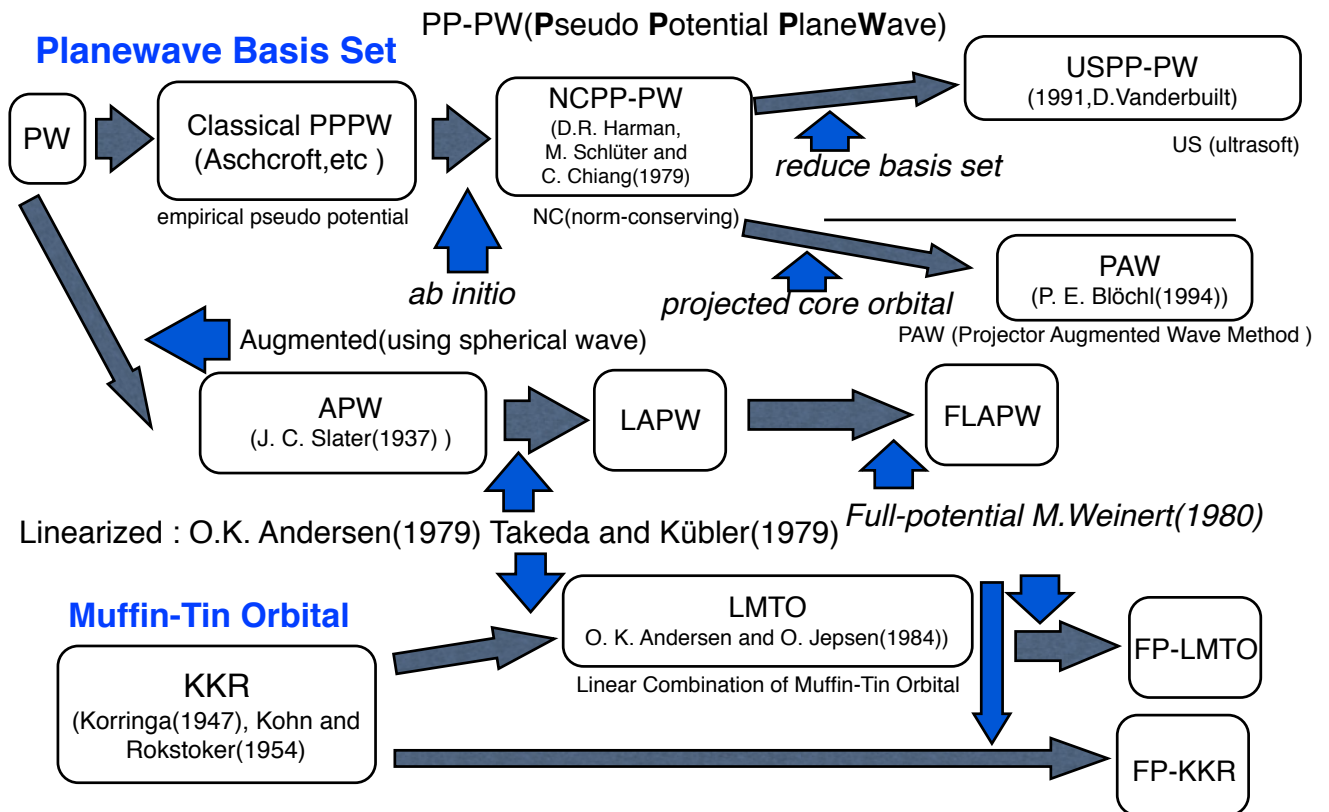 PP-PW(Pseudo Potential PlaneWave)
Planewave Basis Set
PW
Classical PPPW
(Aschcroft,etc )
empirical pseudo potential
NCPP-PW
(D.R. Harman,
M. Schlüter and
C. Chiang(1979)
NC(norm-conserving)
USPP-PW
(1991,D.Vanderbuilt)
US (ultrasoft)
reduce basis set
ab initio
projected core orbital
PAW
(P. E. Blöchl(1994))
PAW (Projector Augmented Wave Method )
Augmented(using spherical wave)
APW
(J. C. Slater(1937) )
LAPW
FLAPW
Linearized : O.K. Andersen(1979) Takeda and Kübler(1979)
Full-potential M.Weinert(1980)
Muffin-Tin Orbital
LMTO
O. K. Andersen and O. Jepsen(1984))
Linear Combination of Muffin-Tin Orbital
FP-LMTO
KKR
(Korringa(1947), Kohn and
Rokstoker(1954)
FP-KKR